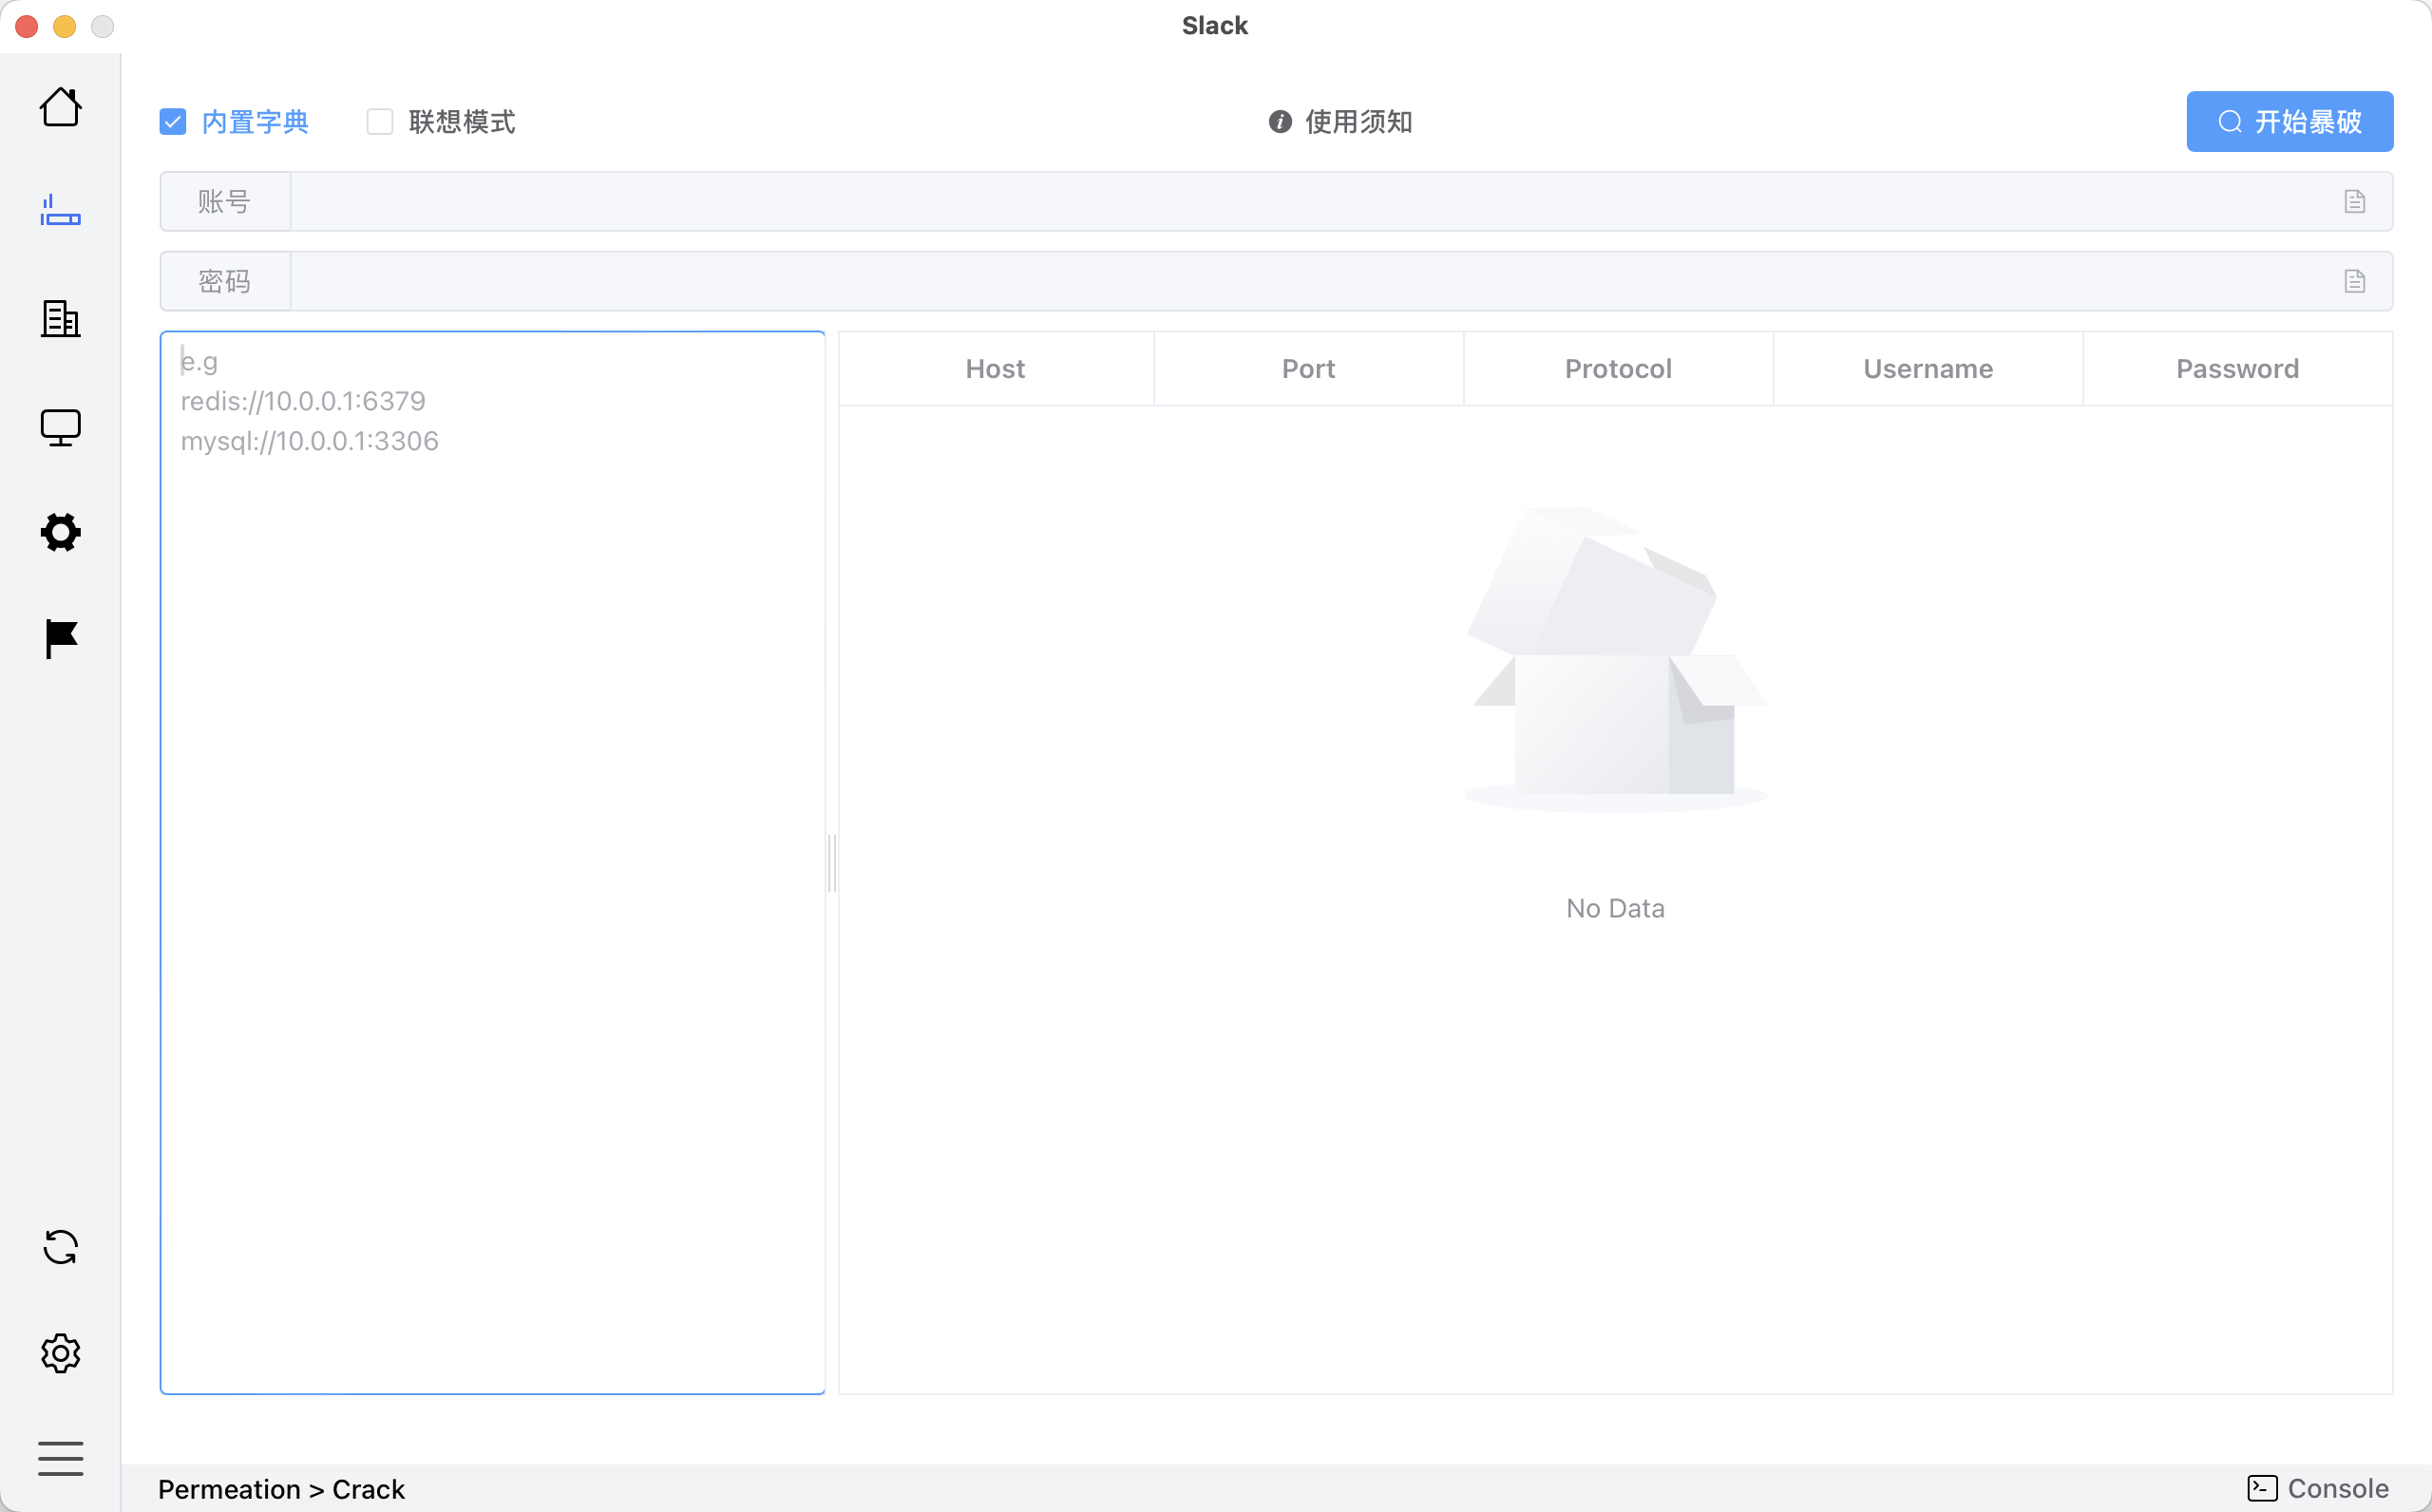 Slack
内置字典
联想模式
使用须知
开始暴破
账号
密码
e.g
redis://10.0.0.1:6379
mysql://10.0.0.1:3306
Host Port Protocol Username Password
No Data
Permeation > Crack
Console